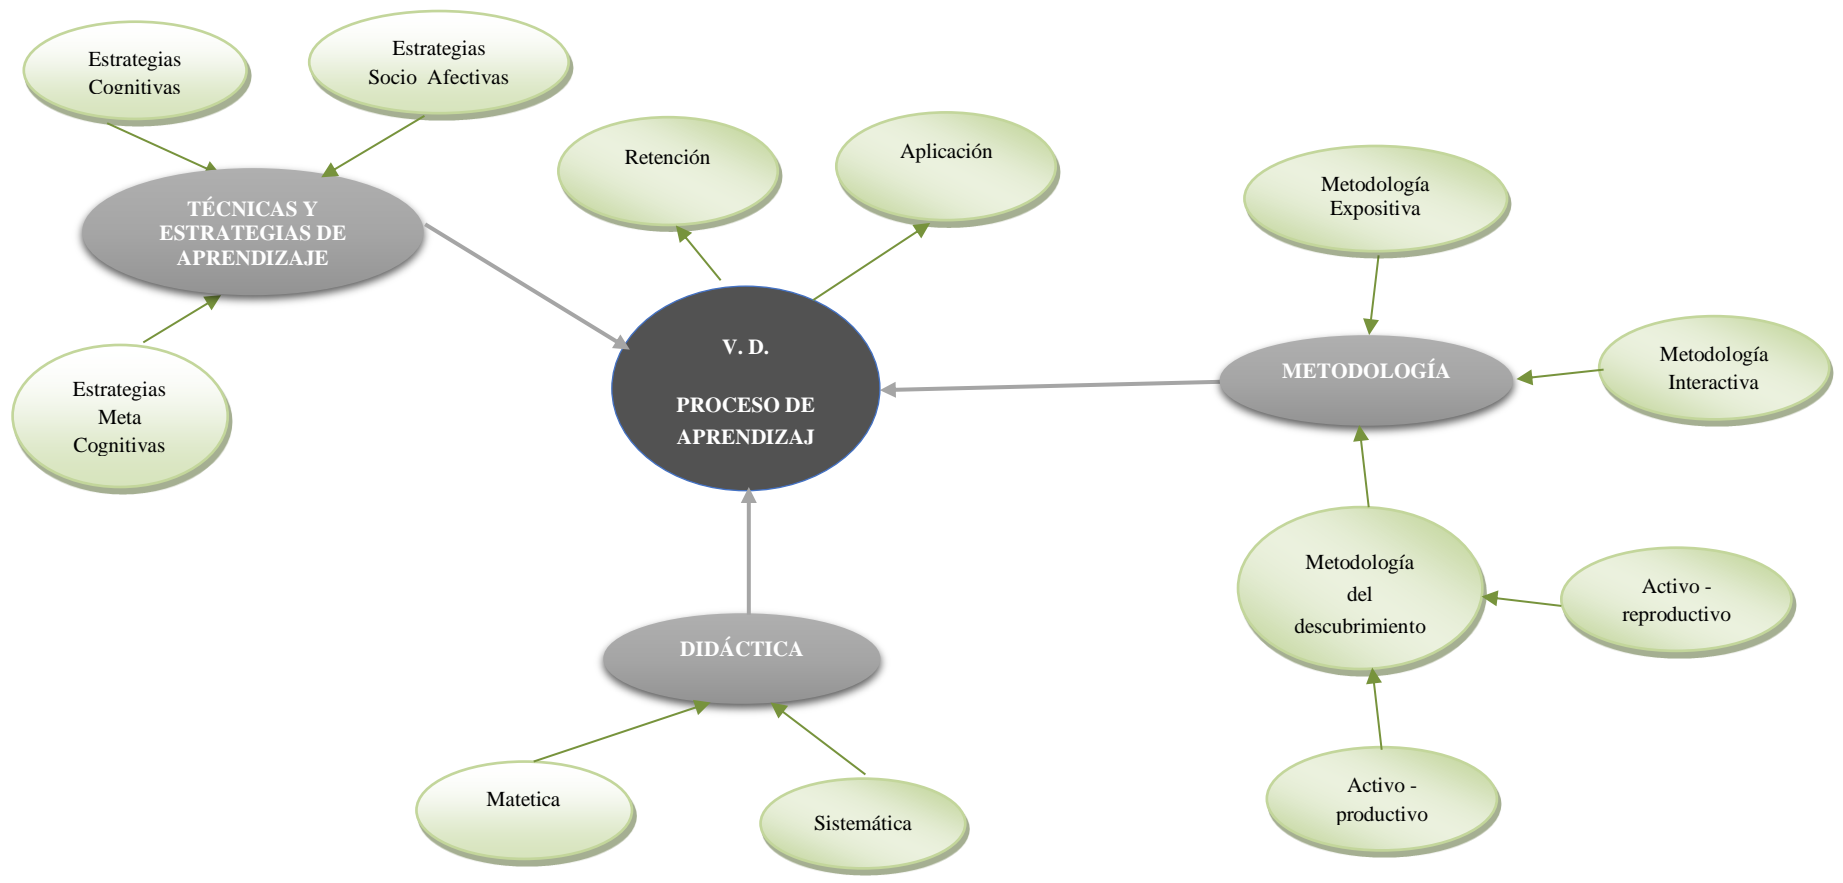 Estrategias
Cognitivas
Estrategias
Socio Afectivas
Retención
Aplicación
Metodología
Expositiva
TÉCNICAS Y
ESTRATEGIAS DE
APRENDIZAJE
V. D.
PROCESO DE
APRENDIZAJ
METODOLOGÍA
Metodología
Interactiva
Estrategias
Meta
Cognitivas
Metodología
del
descubrimiento
Activo -
reproductivo
DIDÁCTICA
Matetica
Sistemática
Activo -
productivo